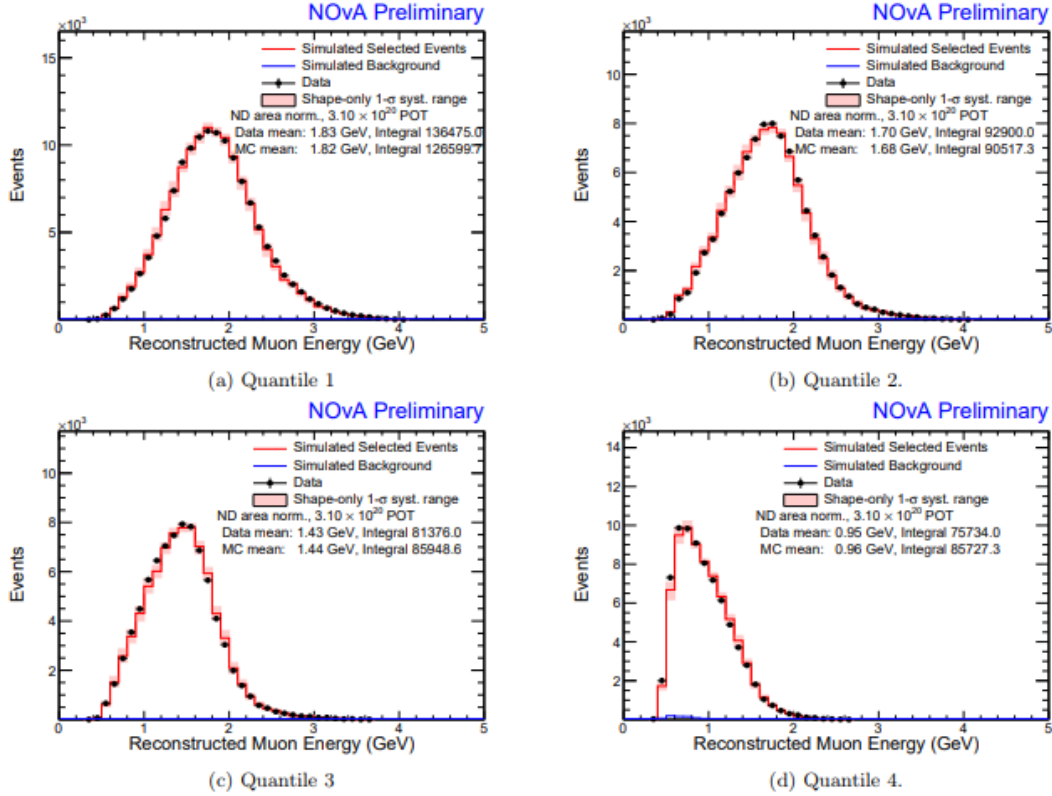 NOvA Preliminary
×10³
15
10
5
Events
Simulated Selected Events
Simulated Background
Data
Shape-only 1-σ syst. range
ND area norm., 3.10 × 10²⁰ POT
Data mean: 1.83 GeV, Integral 136475.0
MC mean: 1.82 GeV, Integral 126599.7
0 1 2 3 4 5
Reconstructed Muon Energy (GeV)
(a) Quantile 1
NOvA Preliminary
×10³
10
8
6
4
2
Events
Simulated Selected Events
Simulated Background
Data
Shape-only 1-σ syst. range
ND area norm., 3.10 × 10²⁰ POT
Data mean: 1.70 GeV, Integral 92900.0
MC mean: 1.68 GeV, Integral 90517.3
0 1 2 3 4 5
Reconstructed Muon Energy (GeV)
(b) Quantile 2.
NOvA Preliminary
×10³
10
8
6
4
2
Events
Simulated Selected Events
Simulated Background
Data
Shape-only 1-σ syst. range
ND area norm., 3.10 × 10²⁰ POT
Data mean: 1.43 GeV, Integral 81376.0
MC mean: 1.44 GeV, Integral 85948.6
0 1 2 3 4 5
Reconstructed Muon Energy (GeV)
(c) Quantile 3
NOvA Preliminary
×10³
14
12
10
8
6
4
2
Events
Simulated Selected Events
Simulated Background
Data
Shape-only 1-σ syst. range
ND area norm., 3.10 × 10²⁰ POT
Data mean: 0.95 GeV, Integral 75734.0
MC mean: 0.96 GeV, Integral 85727.3
0 1 2 3 4 5
Reconstructed Muon Energy (GeV)
(d) Quantile 4.